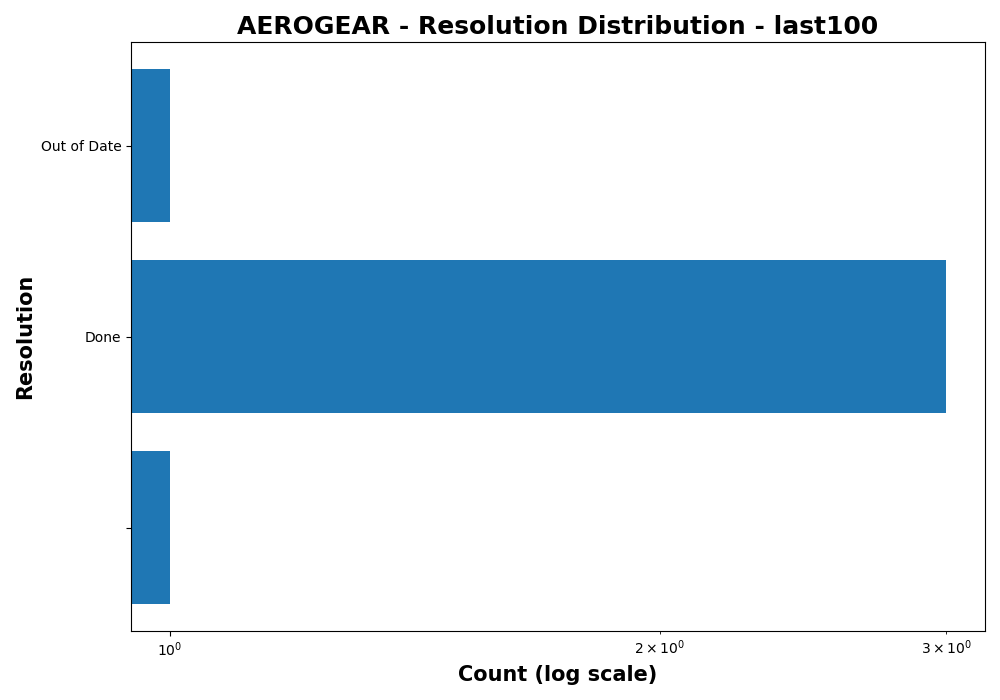 AEROGEAR - Resolution Distribution - last100
Out of Date
Done
Resolution
10⁰
2 × 10⁰
3 × 10⁰
Count (log scale)